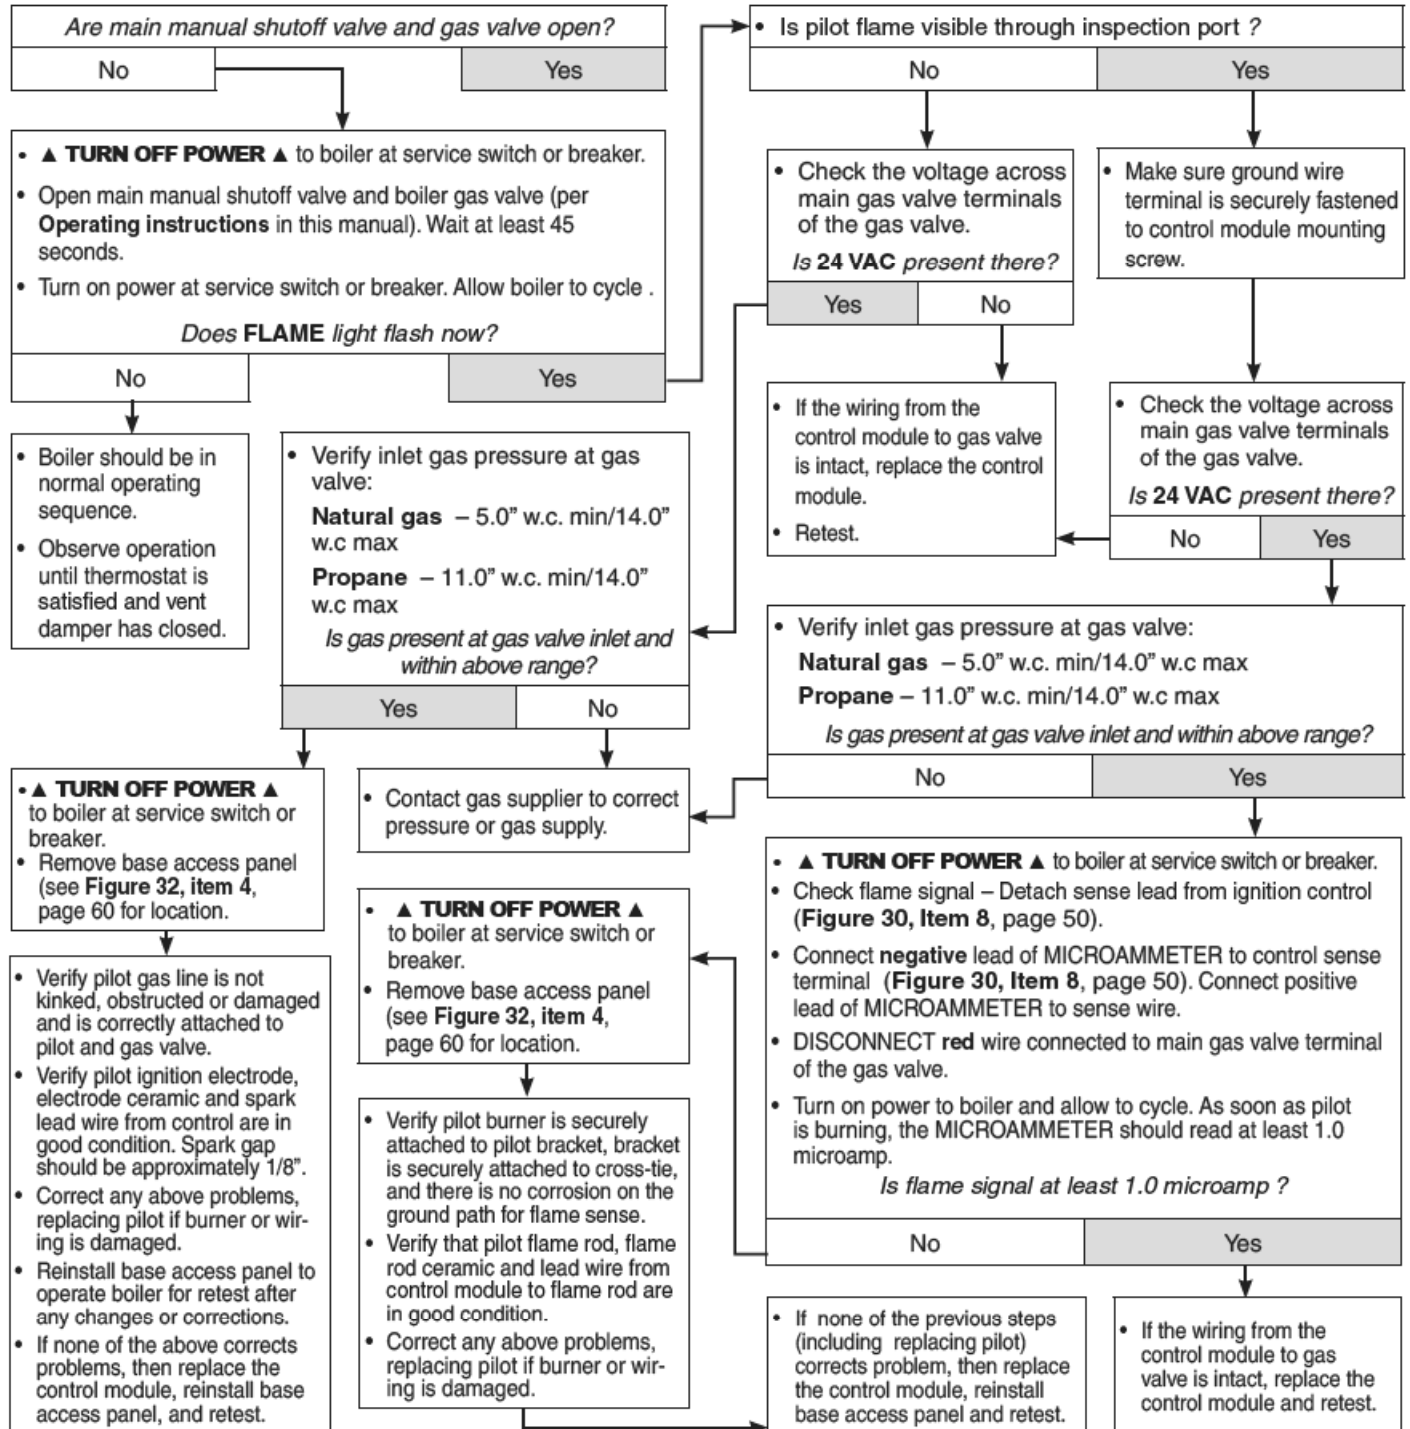 Are main manual shutoff valve and gas valve open?
No
Yes
• ▲ TURN OFF POWER ▲ to boiler at service switch or breaker.
• Open main manual shutoff valve and boiler gas valve (per
Operating instructions in this manual). Wait at least 45
seconds.
• Turn on power at service switch or breaker. Allow boiler to cycle .
Does FLAME light flash now?
No
Yes
• Boiler should be in
normal operating
sequence.
• Observe operation
until thermostat is
satisfied and vent
damper has closed.
• Is pilot flame visible through inspection port ?
No
Yes
• Check the voltage across
main gas valve terminals
of the gas valve.
Is 24 VAC present there?
Yes
No
• Make sure ground wire
terminal is securely fastened
to control module mounting
screw.
• If the wiring from the
control module to gas valve
is intact, replace the control
module.
• Retest.
• Check the voltage across
main gas valve terminals
of the gas valve.
Is 24 VAC present there?
No
Yes
• Verify inlet gas pressure at gas
valve:
Natural gas – 5.0” w.c. min/14.0”
w.c max
Propane – 11.0” w.c. min/14.0”
w.c max
Is gas present at gas valve inlet and
within above range?
Yes
No
• Verify inlet gas pressure at gas valve:
Natural gas – 5.0” w.c. min/14.0” w.c max
Propane – 11.0” w.c. min/14.0” w.c max
Is gas present at gas valve inlet and within above range?
No
Yes
• ▲ TURN OFF POWER ▲
to boiler at service switch or
breaker.
• Remove base access panel
(see Figure 32, item 4,
page 60 for location.
• Contact gas supplier to correct
pressure or gas supply.
• Verify pilot gas line is not
kinked, obstructed or damaged
and is correctly attached to
pilot and gas valve.
• Verify pilot ignition electrode,
electrode ceramic and spark
lead wire from control are in
good condition. Spark gap
should be approximately 1/8”.
• Correct any above problems,
replacing pilot if burner or wir-
ing is damaged.
• Reinstall base access panel to
operate boiler for retest after
any changes or corrections.
• If none of the above corrects
problems, then replace the
control module, reinstall base
access panel, and retest.
• ▲ TURN OFF POWER ▲
to boiler at service switch or
breaker.
• Remove base access panel
(see Figure 32, item 4,
page 60 for location.
• Verify pilot burner is securely
attached to pilot bracket, bracket
is securely attached to cross-tie,
and there is no corrosion on the
ground path for flame sense.
• Verify that pilot flame rod, flame
rod ceramic and lead wire from
control module to flame rod are
in good condition.
• Correct any above problems,
replacing pilot if burner or wir-
ing is damaged.
• ▲ TURN OFF POWER ▲ to boiler at service switch or breaker.
• Check flame signal – Detach sense lead from ignition control
(Figure 30, Item 8, page 50).
• Connect negative lead of MICROAMMETER to control sense
terminal (Figure 30, Item 8, page 50). Connect positive
lead of MICROAMMETER to sense wire.
• DISCONNECT red wire connected to main gas valve terminal
of the gas valve.
• Turn on power to boiler and allow to cycle. As soon as pilot
is burning, the MICROAMMETER should read at least 1.0
microamp.
Is flame signal at least 1.0 microamp ?
No
Yes
• If none of the previous steps
(including replacing pilot)
corrects problem, then replace
the control module, reinstall
base access panel and retest.
• If the wiring from the
control module to gas
valve is intact, replace the
control module and retest.